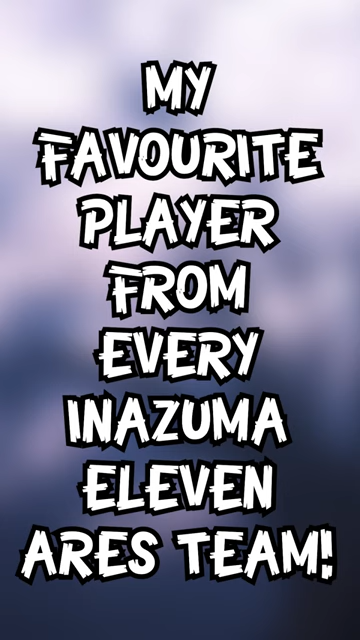 MY
FAVOURITE
PLAYER
FROM
EVERY
INAZUMA
ELEVEN
ARES TEAM!